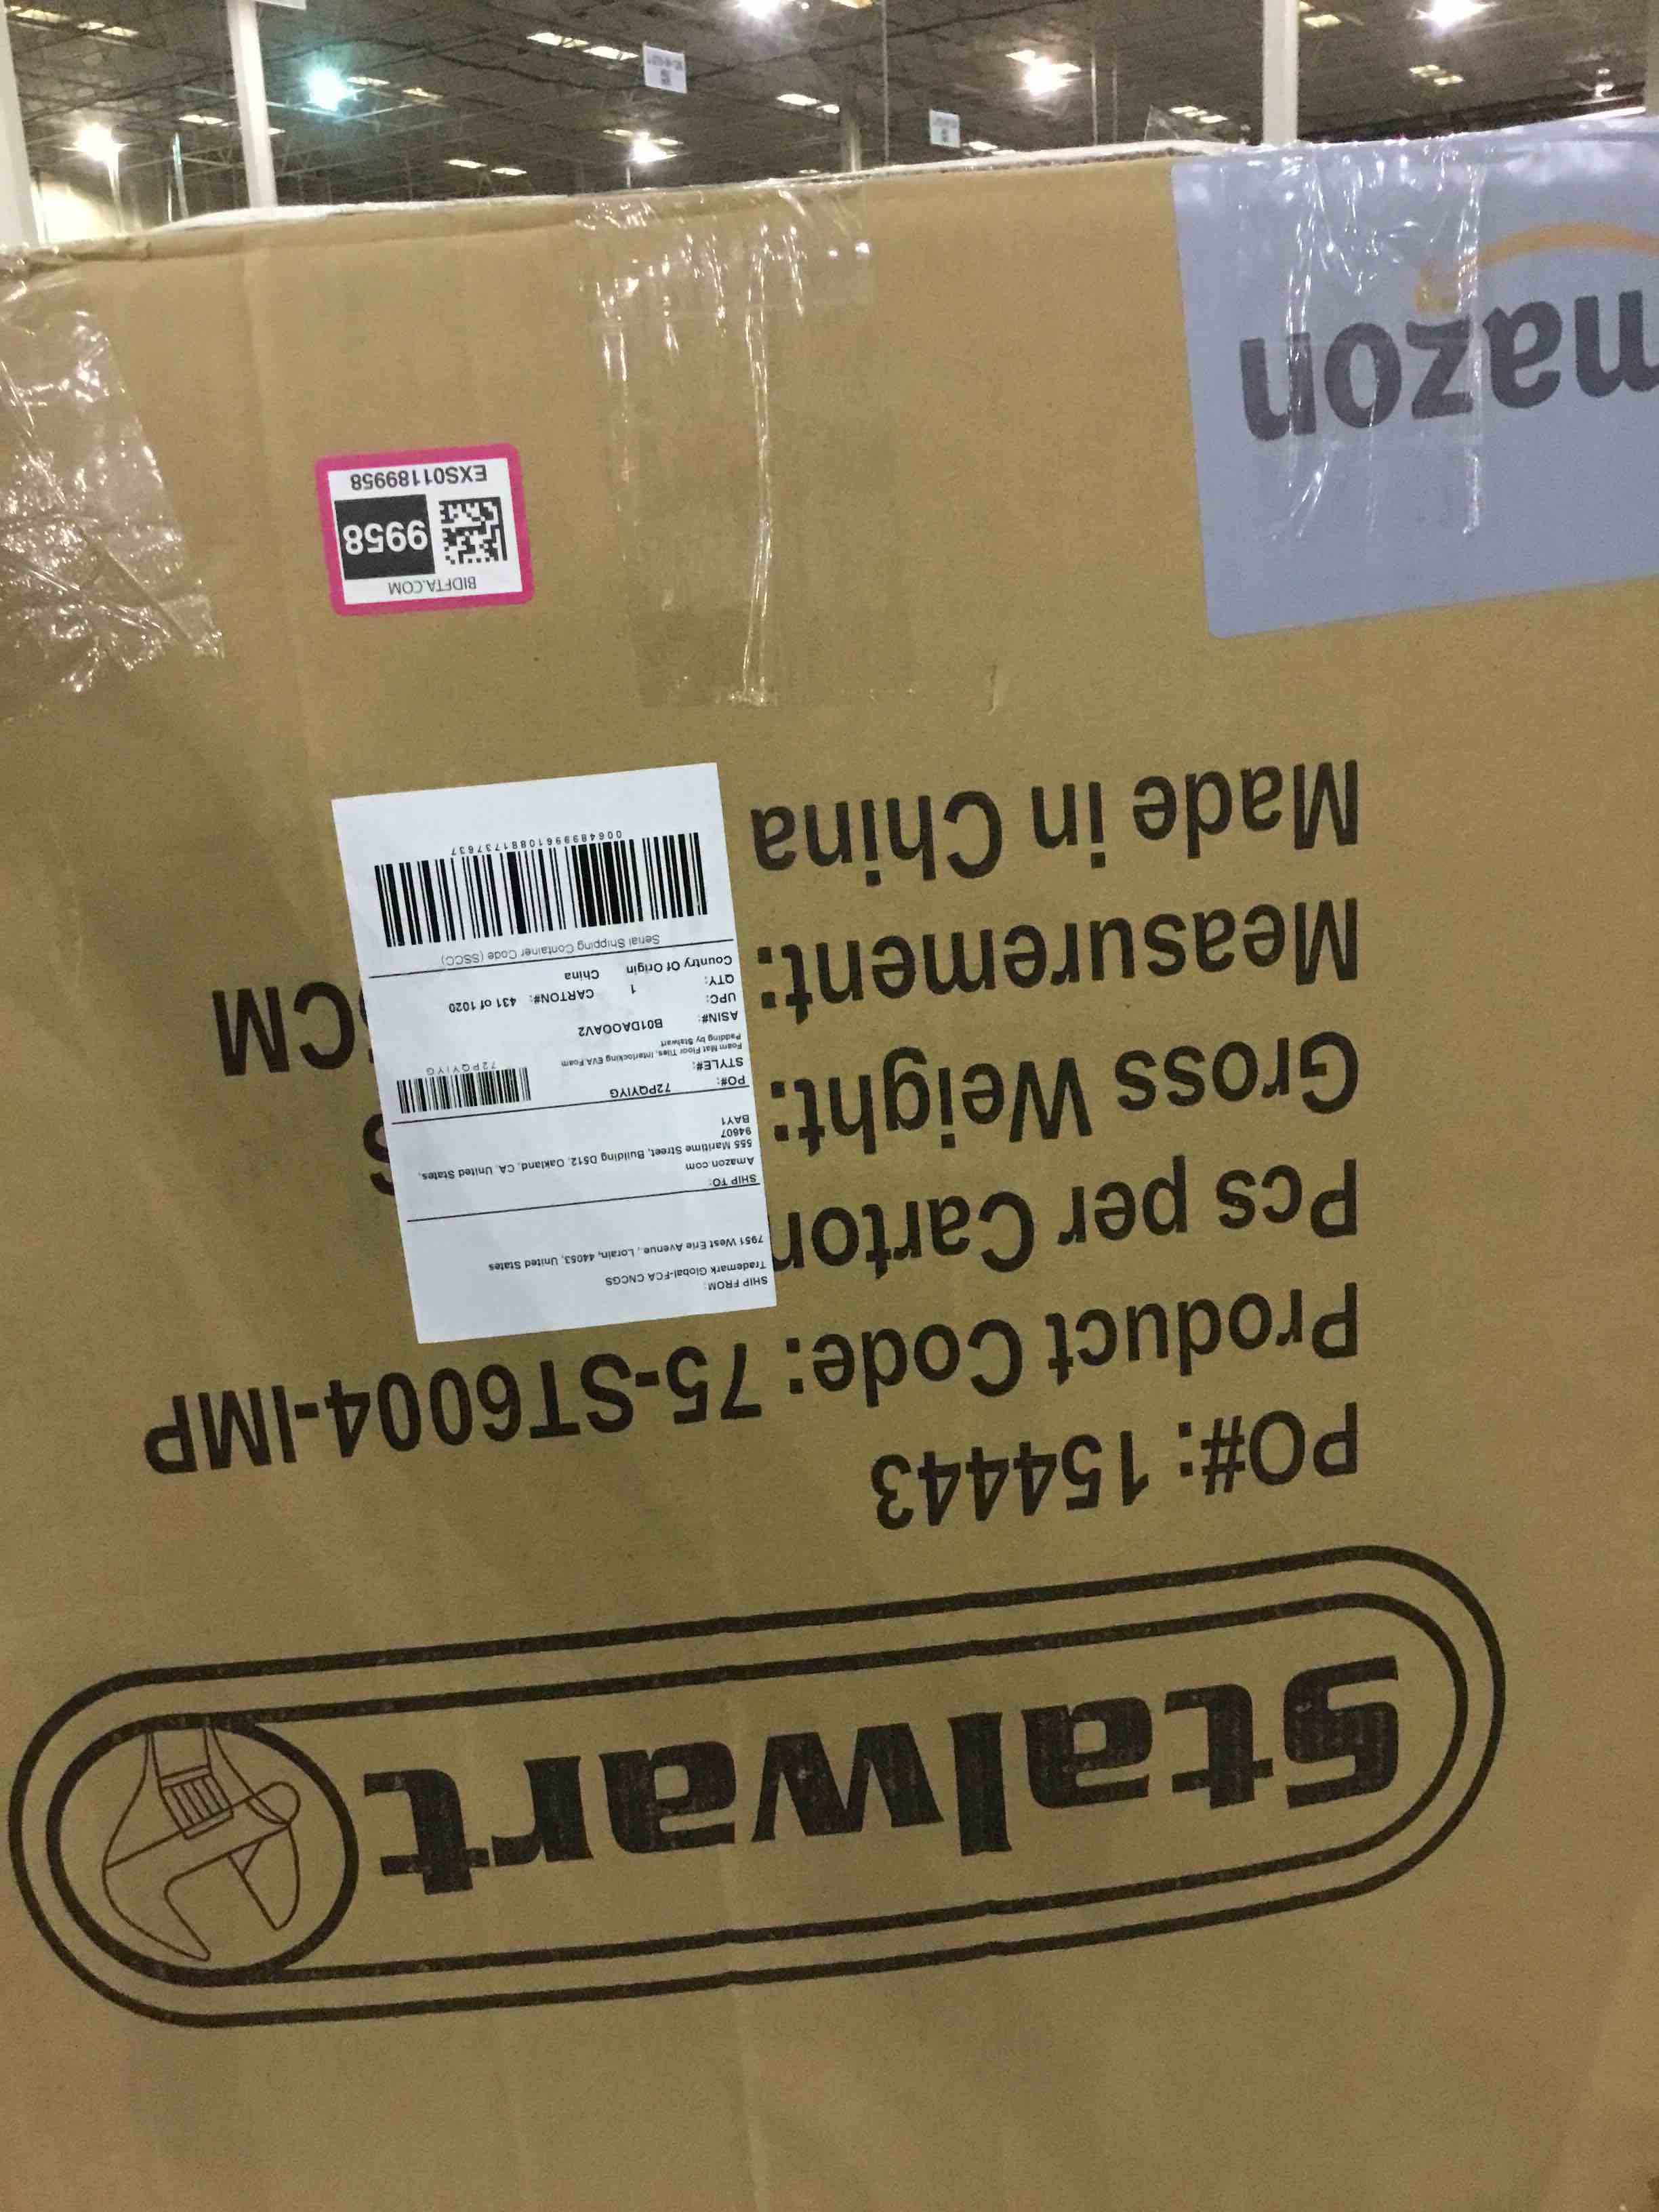 Stalwart
PO#: 154443
Product Code: 75-ST6004-IMP
Pcs per Carton
Gross Weight:
Measurement: CM
Made in China
SHIP FROM:
Trademark Global-FCA CNCGS
7951 West Erie Avenue , Lorain, 44053, United States
SHIP TO:
Amazon.com
555 Maritime Street, Building D512, Oakland, CA, United States,
94607
BAY1
PO#: 72PQYIYG
STYLE#:
72PQYIYG
Foam Mat Floor Tiles, Interlocking EVA Foam
Padding by Stalwart
ASIN#: B01DAOOAV2
UPC:
QTY: 1 CARTON#: 431 of 1020
Country Of Origin China
Serial Shipping Container Code (SSCC)
00648999610881737637
mazon
BIDFTA.COM
9958
EXS01189958